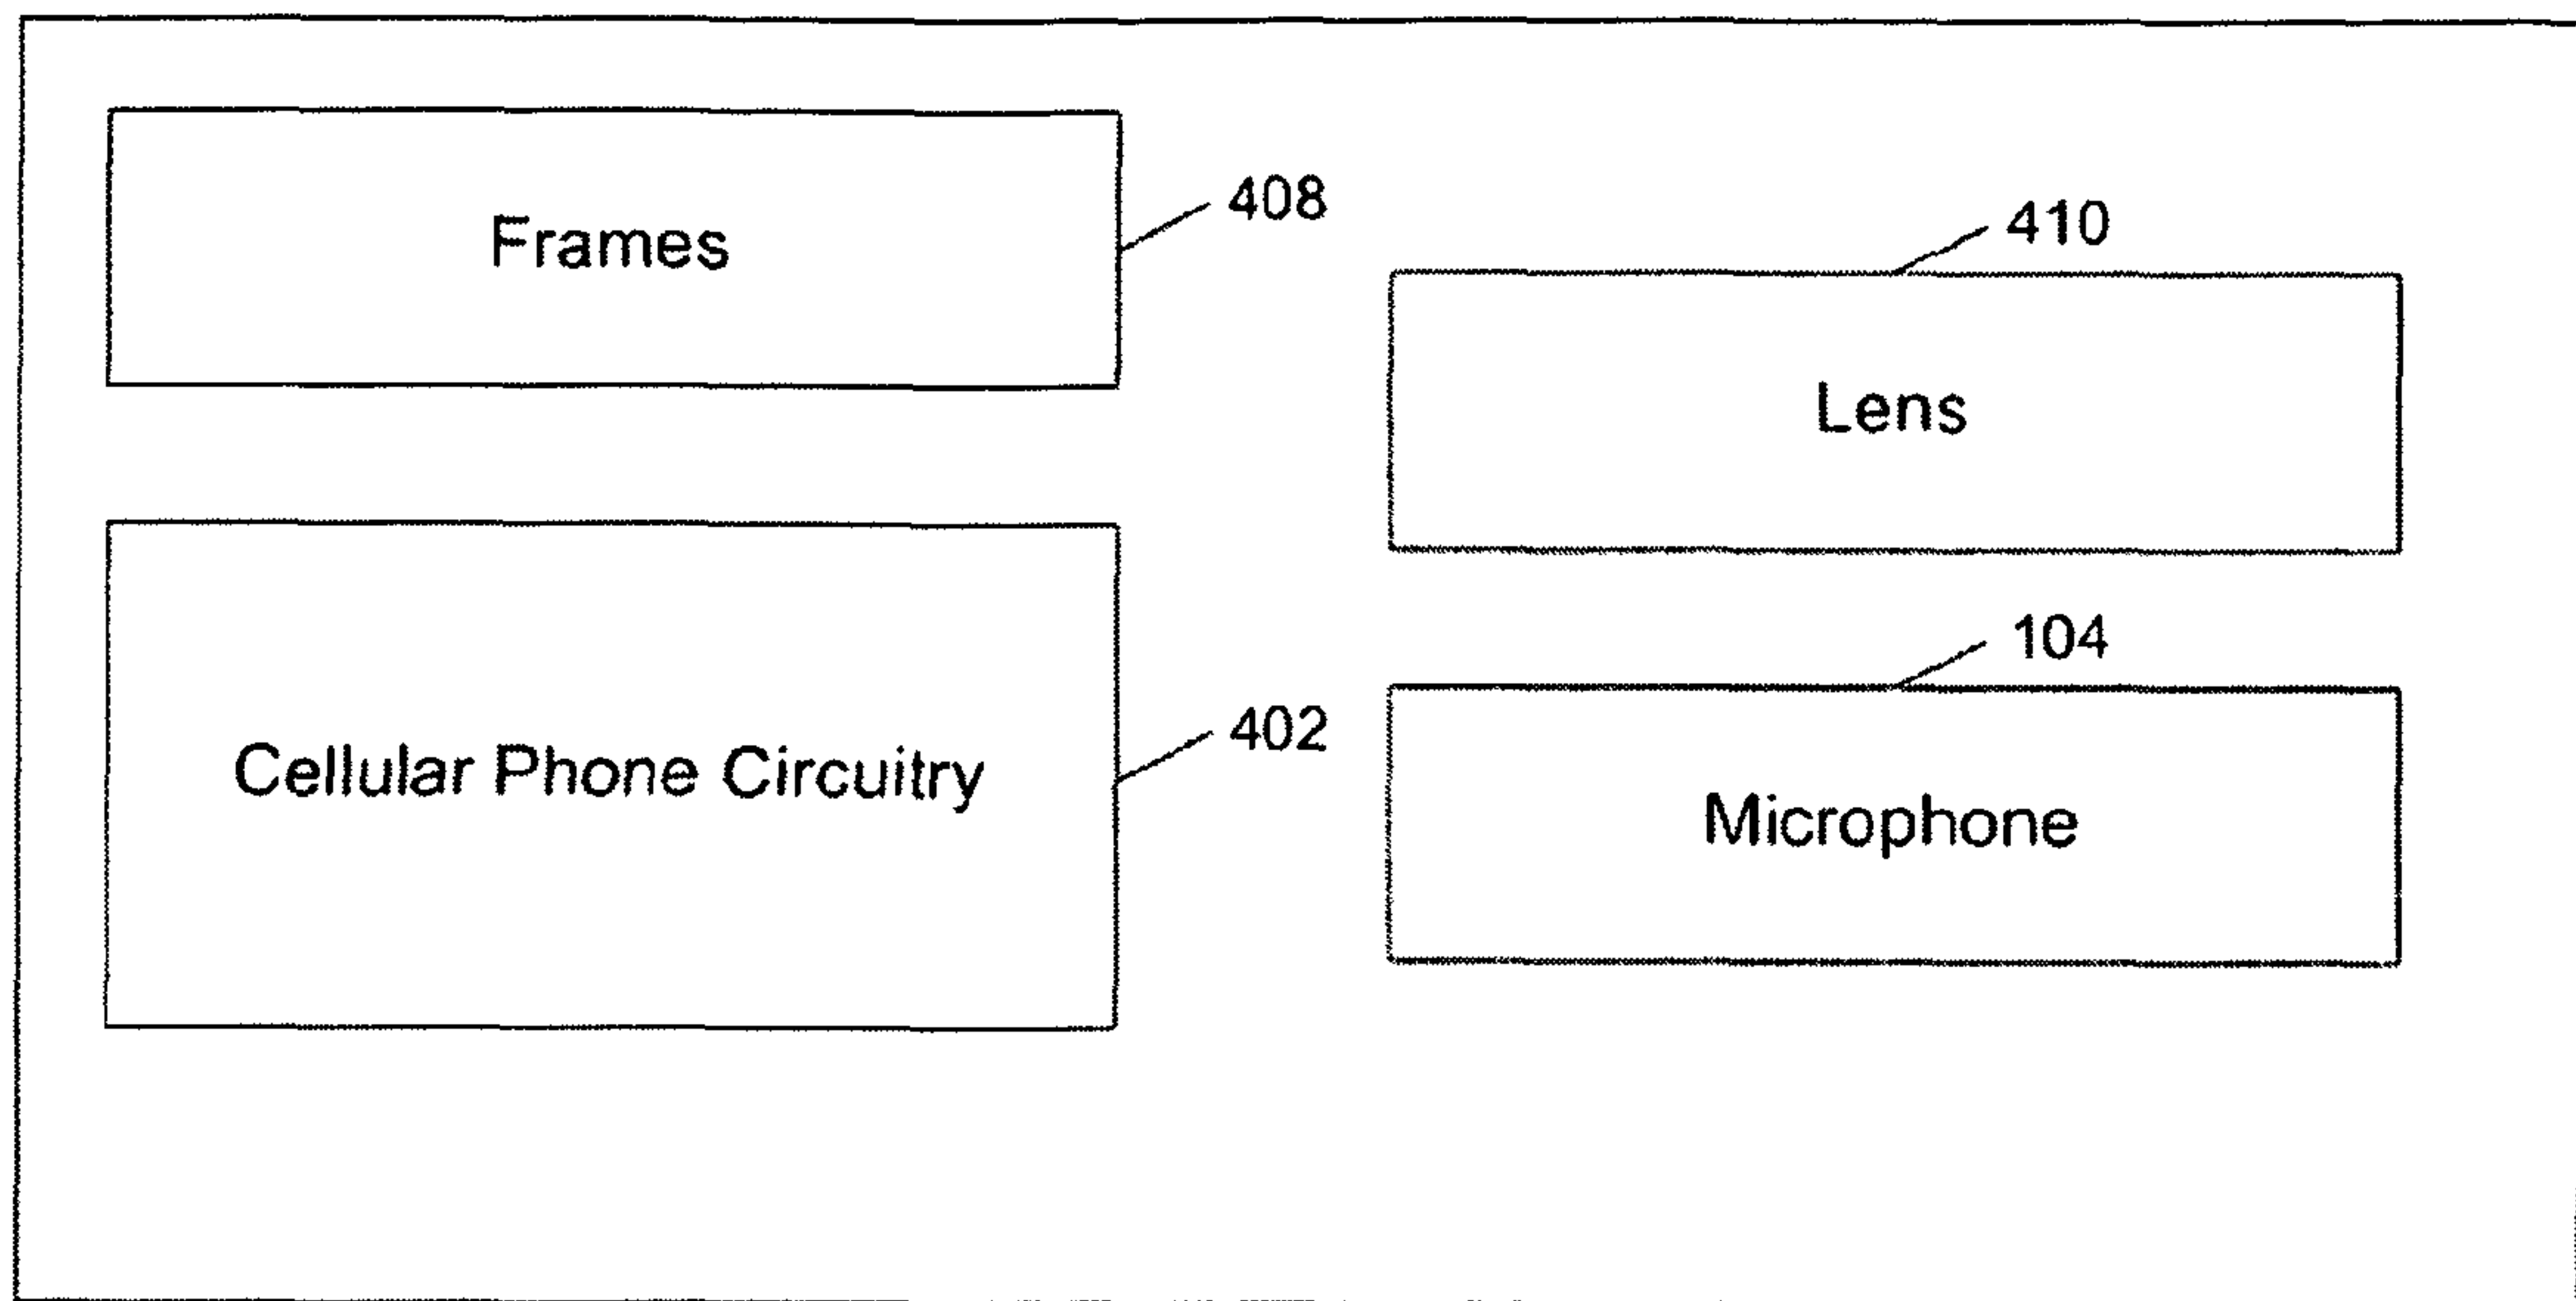 Frames
408
410
Lens
Cellular Phone Circuitry
402
104
Microphone